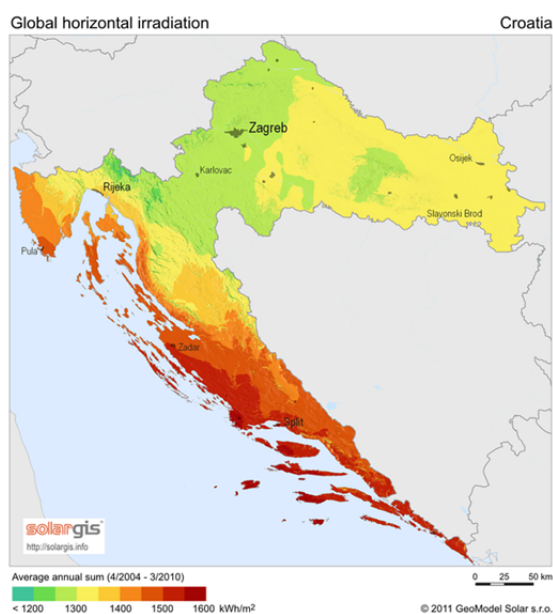 Global horizontal irradiation
Croatia
Zagreb
Osijek
Karlovac
Rijeka
Slavonski Brod
Pula
Zadar
Split
solargis
http://solargis.info
Average annual sum (4/2004 - 3/2010)
0 25 50 km
< 1200 1300 1400 1500 1600 kWh/m²
© 2011 GeoModel Solar s.r.o.